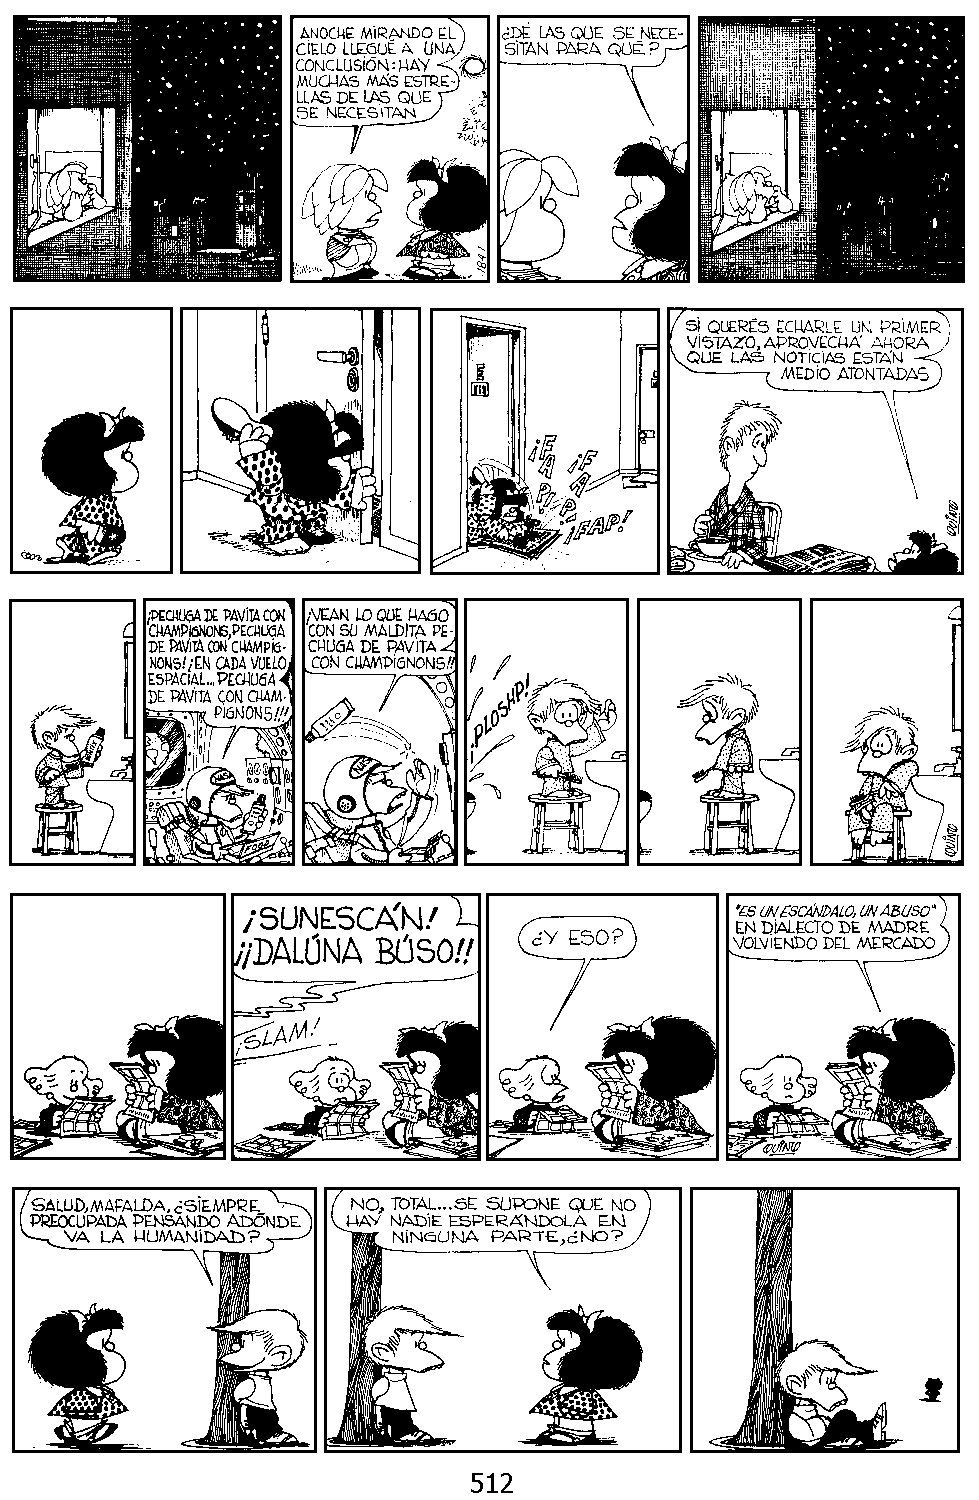 ANOCHE MIRANDO EL
CIELO LLEGUÉ A UNA
CONCLUSIÓN: HAY
MUCHAS MÁS ESTRE-
LLAS DE LAS QUE
SE NECESITAN
184
¿DE LAS QUE SE NECE-
SITAN PARA QUÉ?
¡FAP!
¡FAP!
¡FAP!
SI QUERÉS ECHARLE UN PRIMER
VISTAZO, APROVECHÁ AHORA
QUE LAS NOTICIAS ESTÁN
MEDIO ATONTADAS
QUINO
¡PECHUGA DE PAVITA CON
CHAMPIGNONS, PECHUGA
DE PAVITA CON CHAMPIG-
NONS! ¡EN CADA VUELO
ESPACIAL... PECHUGA
DE PAVITA CON CHAM-
PIGNONS!!!
¡VEAN LO QUE HAGO
CON SU MALDITA PE-
CHUGA DE PAVITA
CON CHAMPIGNONS!!
¡PLOSHP!
QUINO
¡SUNESCÁN!
¡¡DALÚNA BÚSO!!
¡SLAM!
¿Y ESO?
"ES UN ESCÁNDALO, UN ABUSO"
EN DIALECTO DE MADRE
VOLVIENDO DEL MERCADO
QUINO
SALUD, MAFALDA, ¿SIEMPRE
PREOCUPADA PENSANDO ADÓNDE
VA LA HUMANIDAD?
NO, TOTAL...SE SUPONE QUE NO
HAY NADIE ESPERÁNDOLA EN
NINGUNA PARTE, ¿NO?
512